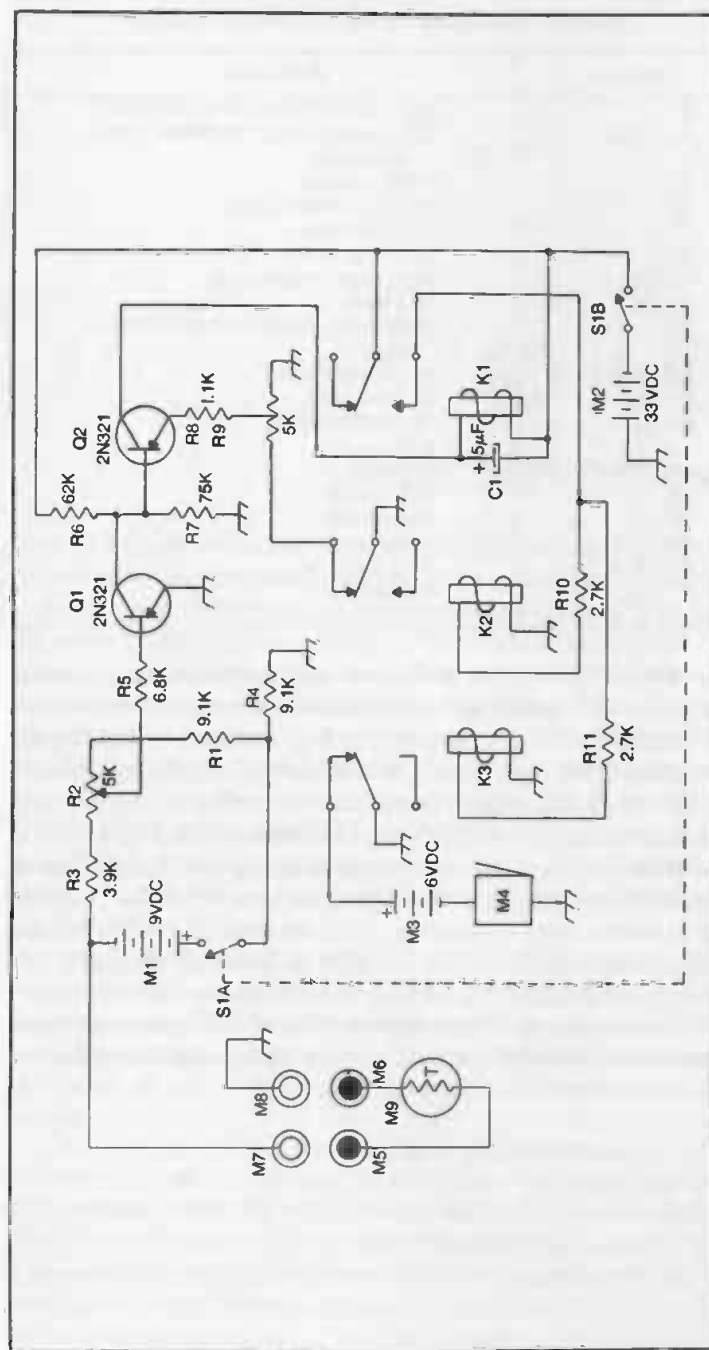 M7
M8
M5
M6
M9
T
M1
9VDC
+
S1A
R3
3.9K
R2
5K
R1
9.1K
R4
9.1K
R5
6.8K
Q1
2N321
R6
62K
R7
75K
Q2
2N321
R8
1.1K
R9
5K
+
M3
6VDC
M4
K3
K2
K1
+
5µF
C1
R10
2.7K
R11
2.7K
M2
33VDC
S1B